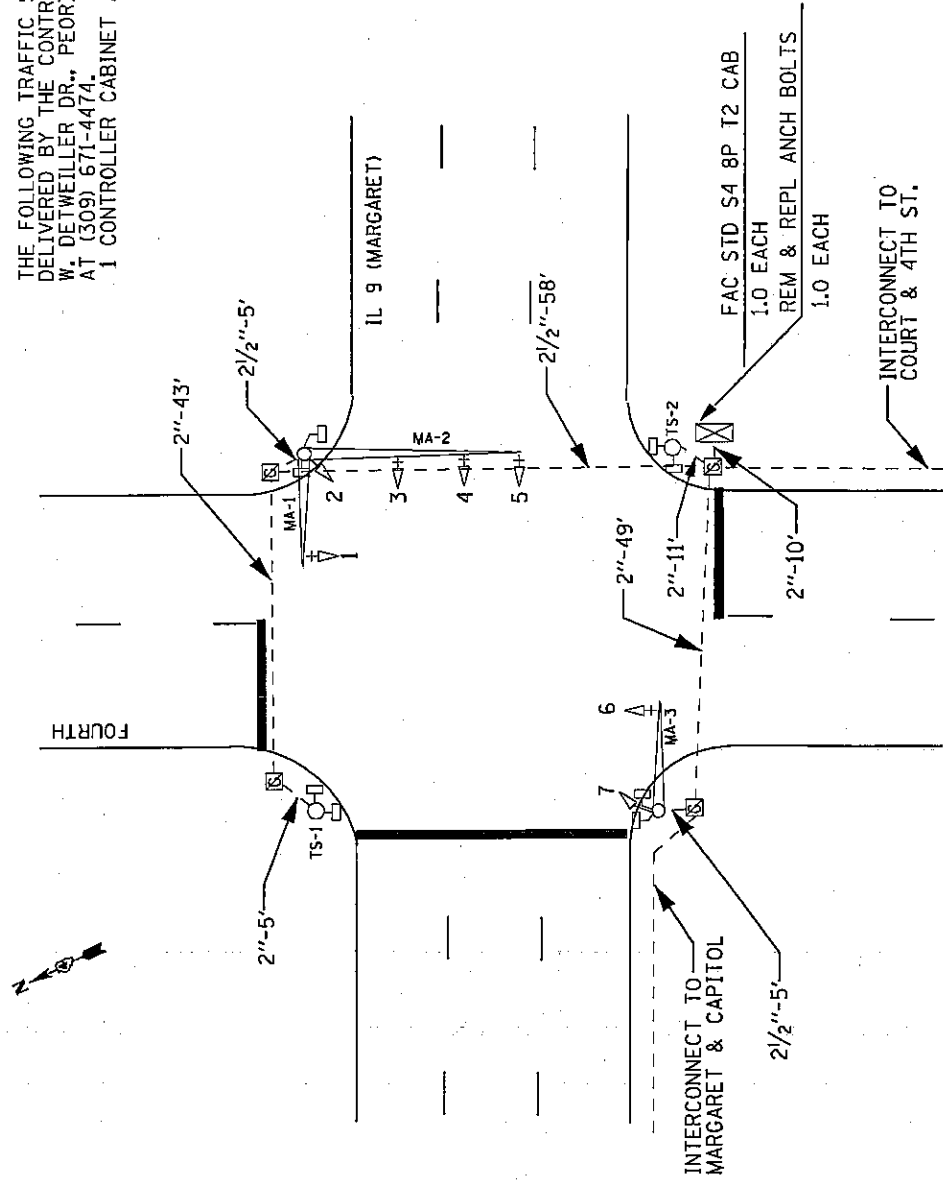 THE FOLLOWING TRAFFIC
DELIVERED BY THE CONTR
W. DETWEILLER DR., PEORI
AT (309) 671-4474.
1 CONTROLLER CABINET
N
FOURTH
2"-43'
2½"-5'
IL 9 (MARGARET)
MA-1
MA-2
1
2
3
4
5
2"-5'
TS-1
2½"-58'
FAC STD S4 8P T2 CAB
1.0 EACH
REM & REPL ANCH BOLTS
1.0 EACH
TS-2
6
7
MA-3
2"-49'
2"-11'
2"-10'
INTERCONNECT TO
MARGARET & CAPITOL
2½"-5'
INTERCONNECT TO
COURT & 4TH ST.